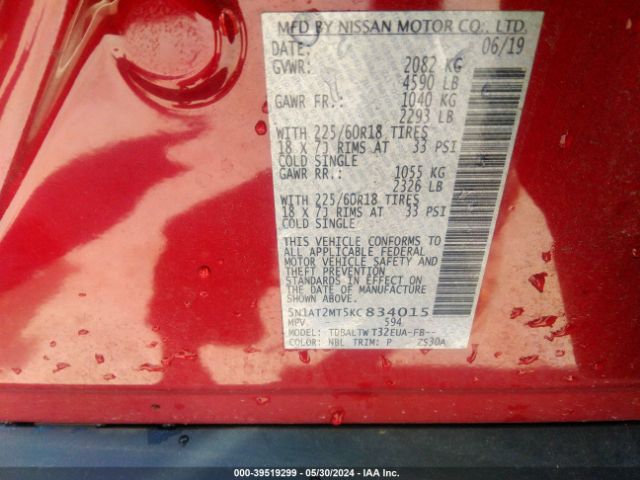 MFD BY NISSAN MOTOR CO., LTD.
DATE: 06/19
GVWR: 2082 KG
4590 LB
GAWR FR.: 1040 KG
2293 LB
WITH 225/60R18 TIRES
18 X 7J RIMS AT 33 PSI
COLD SINGLE
GAWR RR.: 1055 KG
2326 LB
WITH 225/60R18 TIRES
18 X 7J RIMS AT 33 PSI
COLD SINGLE
THIS VEHICLE CONFORMS TO
ALL APPLICABLE FEDERAL
MOTOR VEHICLE SAFETY AND
THEFT PREVENTION
STANDARDS IN EFFECT ON
THE DATE OF MANUFACTURE
5N1AT2MT5KC834015
MPV 594
MODEL: TDBALTW T32EUA-FB--
COLOR: NBL TRIM: P ZS30A
000-39519299 - 05/30/2024 - IAA Inc.